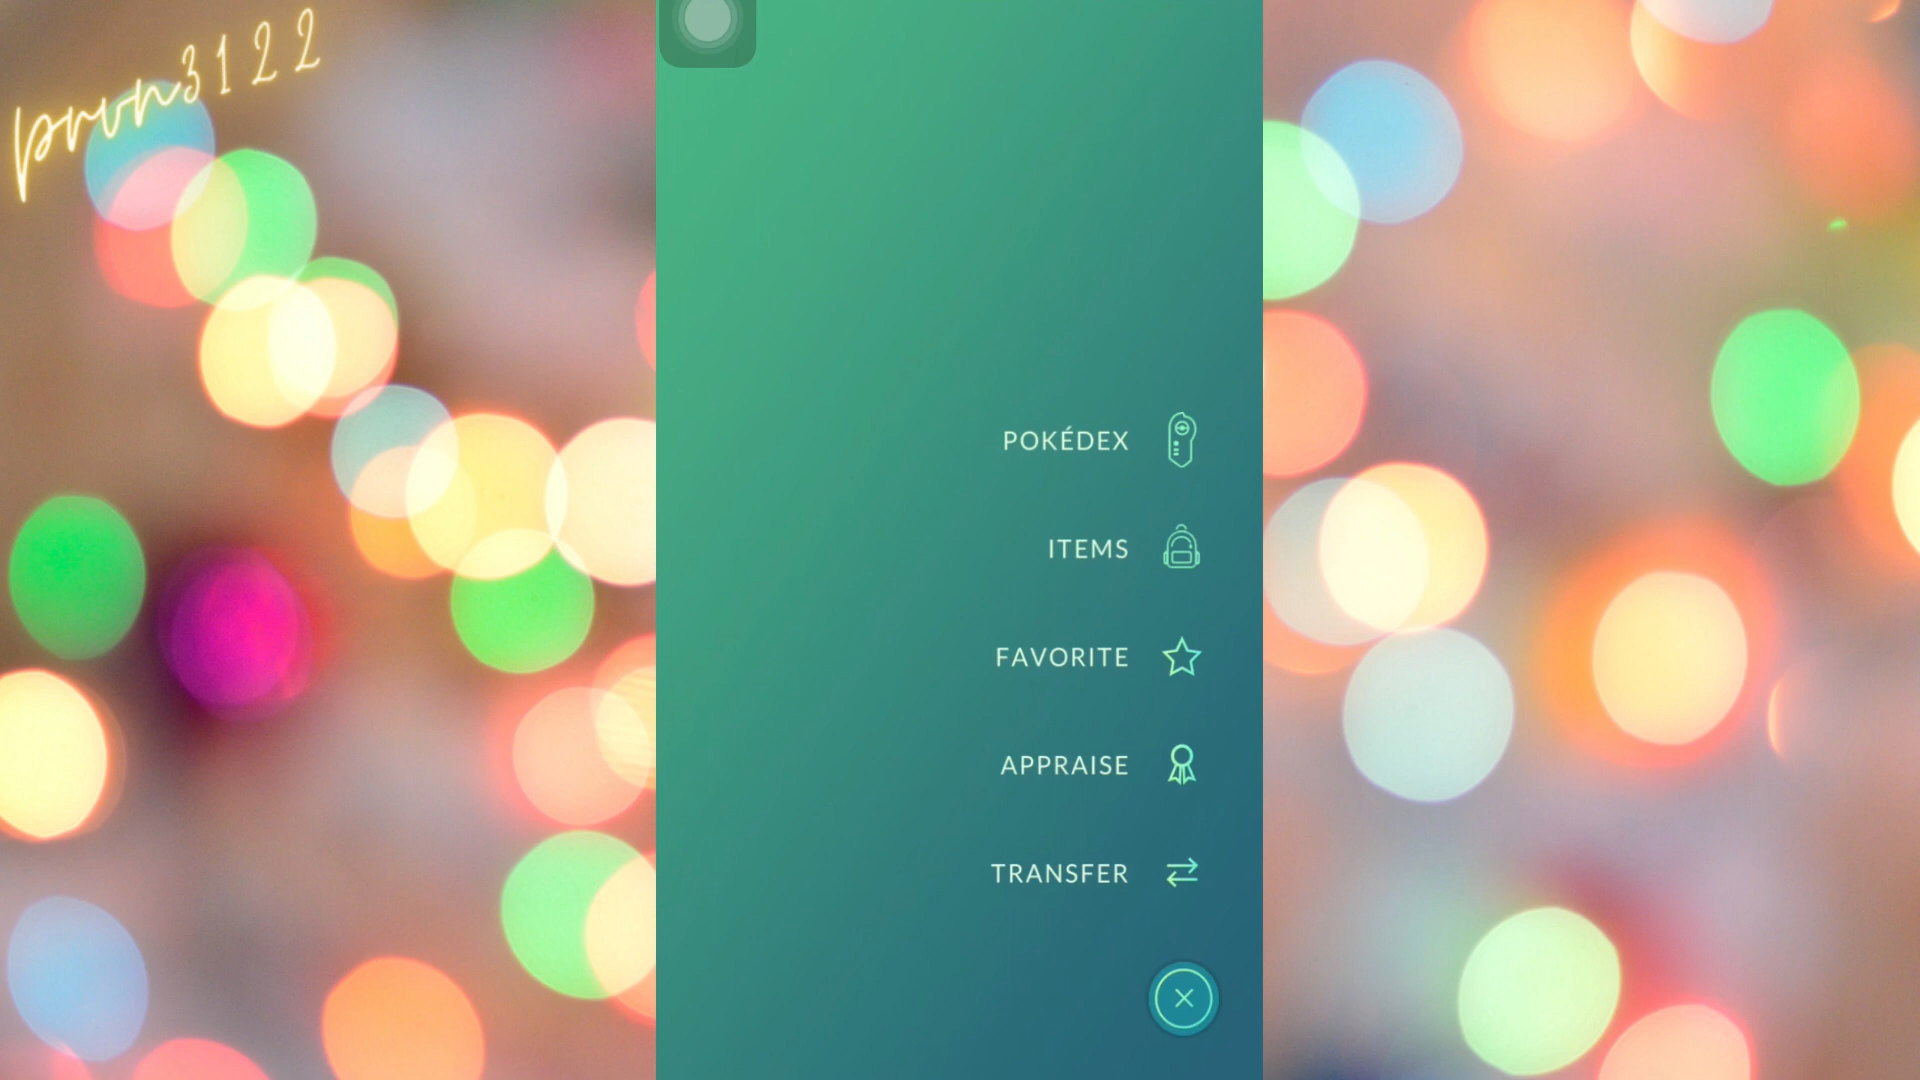 prvn3122
POKÉDEX
ITEMS
FAVORITE
APPRAISE
TRANSFER